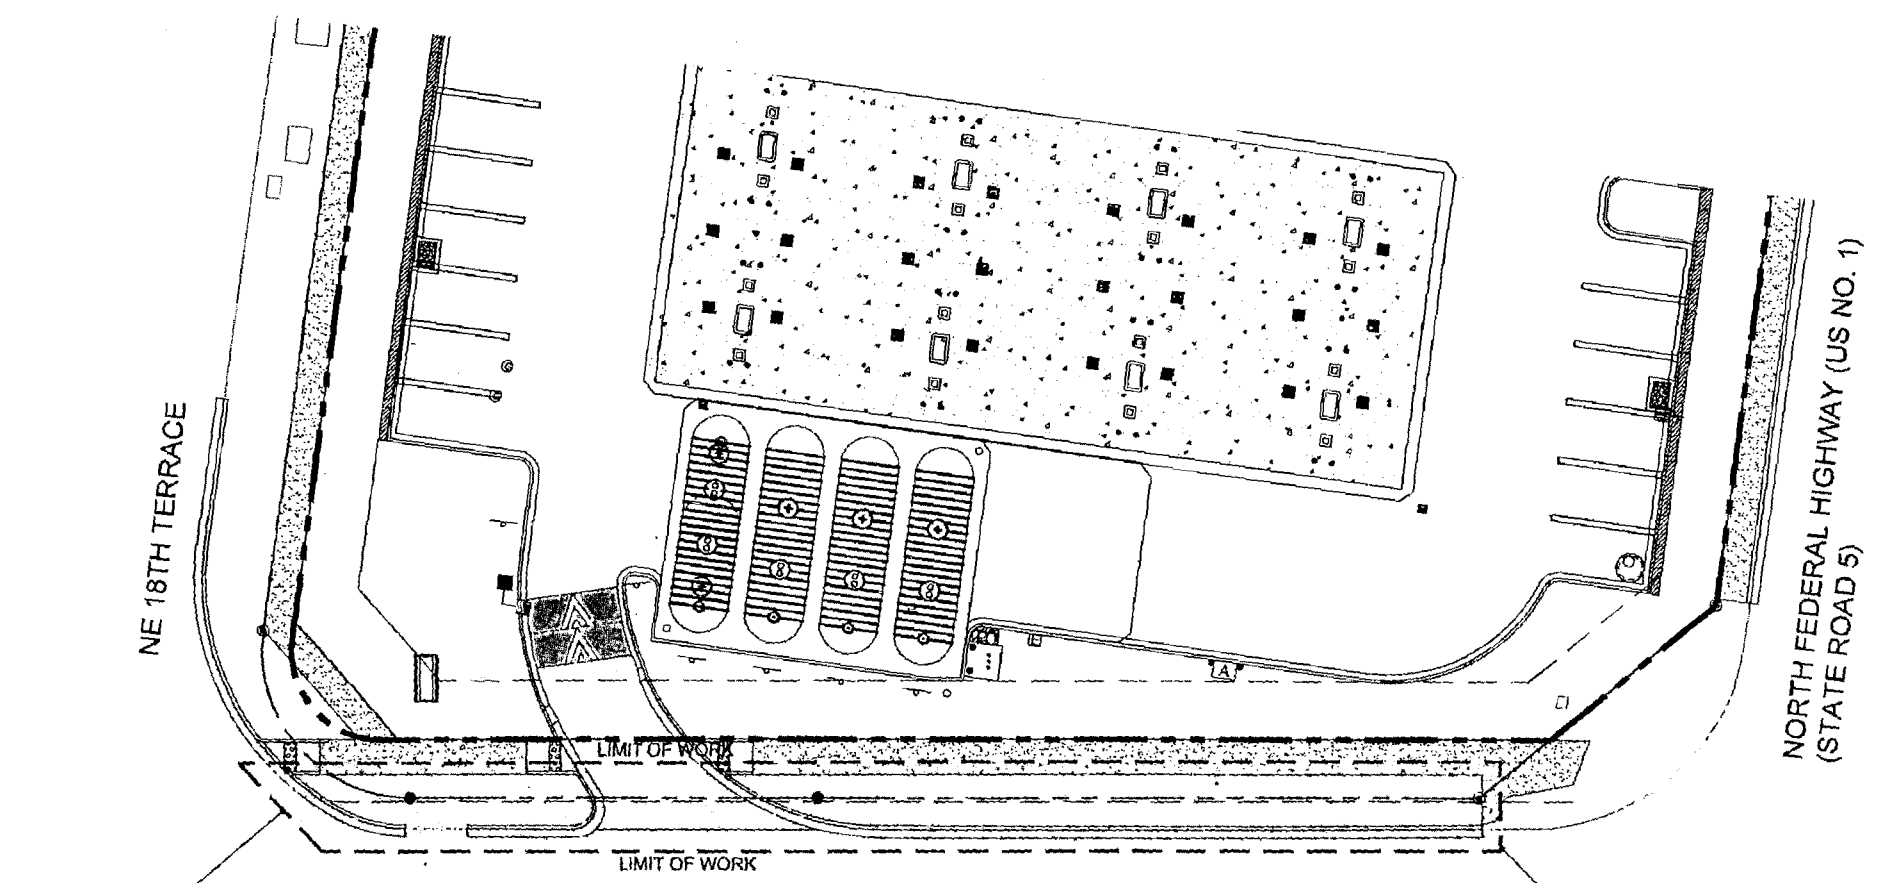 NE 18TH TERRACE
NORTH FEDERAL HIGHWAY (US NO. 1)
(STATE ROAD 5)
A
LIMIT OF WORK
LIMIT OF WORK